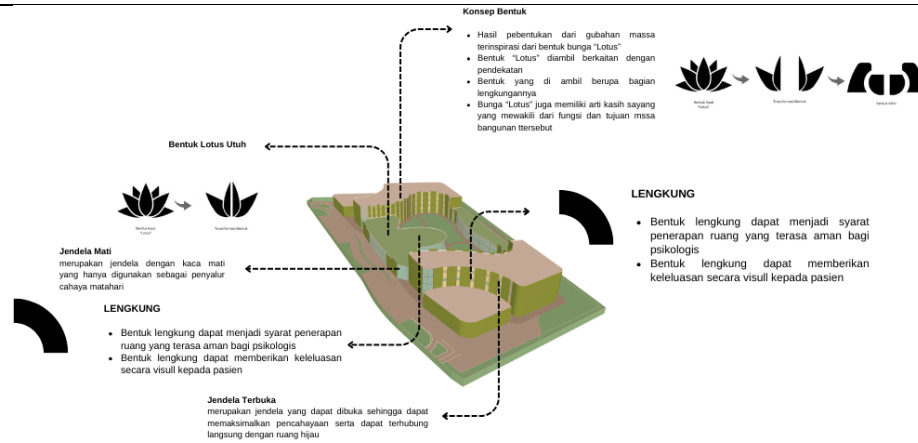 Konsep Bentuk
Hasil pebentukan dari gubahan massa
terinspirasi dari bentuk bunga “Lotus”
Bentuk “Lotus” diambil berkaitan dengan
pendekatan
Bentuk yang di ambil berupa bagian
lengkungannya
Bunga “Lotus” juga memiliki arti kasih sayang
yang mewakili dari fungsi dan tujuan mssa
bangunan ttersebut
Bentuk Lotus Utuh
Jendela Mati
merupakan jendela dengan kaca mati
yang hanya digunakan sebagai penyalur
cahaya matahari
LENGKUNG
Bentuk lengkung dapat menjadi syarat penerapan
ruang yang terasa aman bagi psikologis
Bentuk lengkung dapat memberikan keleluasan
secara visull kepada pasien
LENGKUNG
Bentuk lengkung dapat menjadi syarat
penerapan ruang yang terasa aman bagi
psikologis
Bentuk lengkung dapat memberikan
keleluasan secara visull kepada pasien
Jendela Terbuka
merupakan jendela yang dapat dibuka sehingga dapat
memaksimalkan pencahayaan serta dapat terhubung
langsung dengan ruang hijau